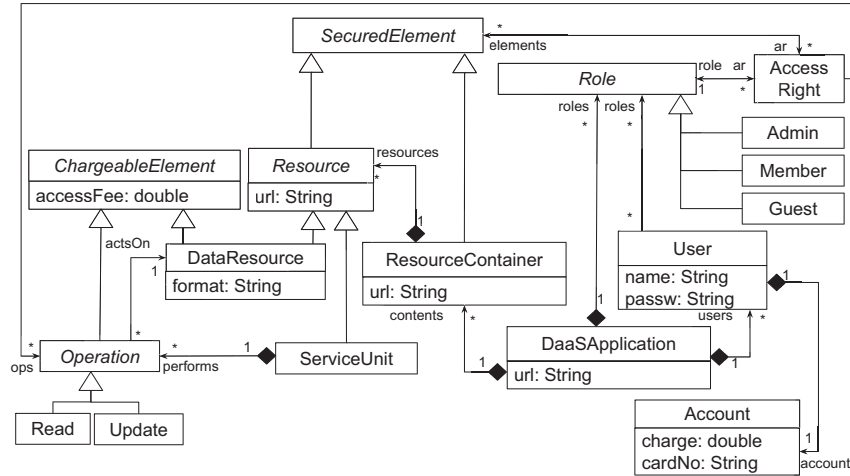 SecuredElement
*
elements
ar
*
Role
role
ar
1
*
Access
Right
roles
*
roles
*
Admin
Member
Guest
ChargeableElement
accessFee: double
Resource
url: String
resources
*
1
actsOn
1
*
DataResource
format: String
ResourceContainer
url: String
contents
*
*
User
name: String
passw: String
1
users
*
1
DaaSApplication
url: String
1
1
*
ops
Operation
*
performs
1
ServiceUnit
Read
Update
Account
charge: double
cardNo: String
1
account